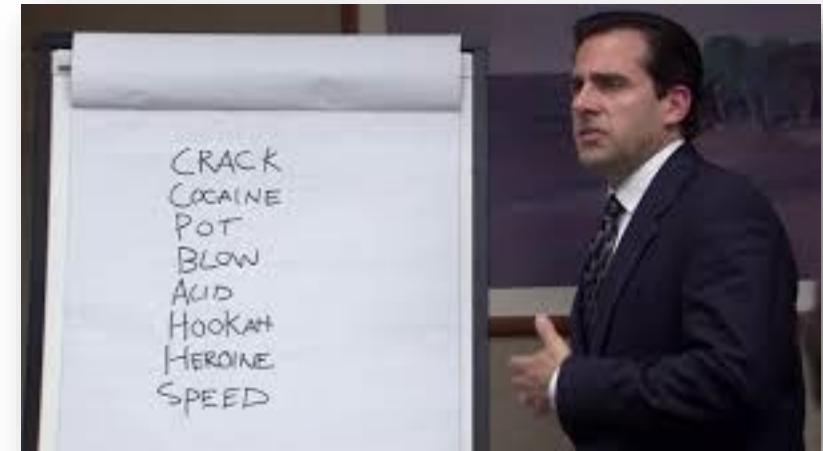 CRACK
COCAINE
POT
BLOW
ACID
HOOKAH
HEROINE
SPEED